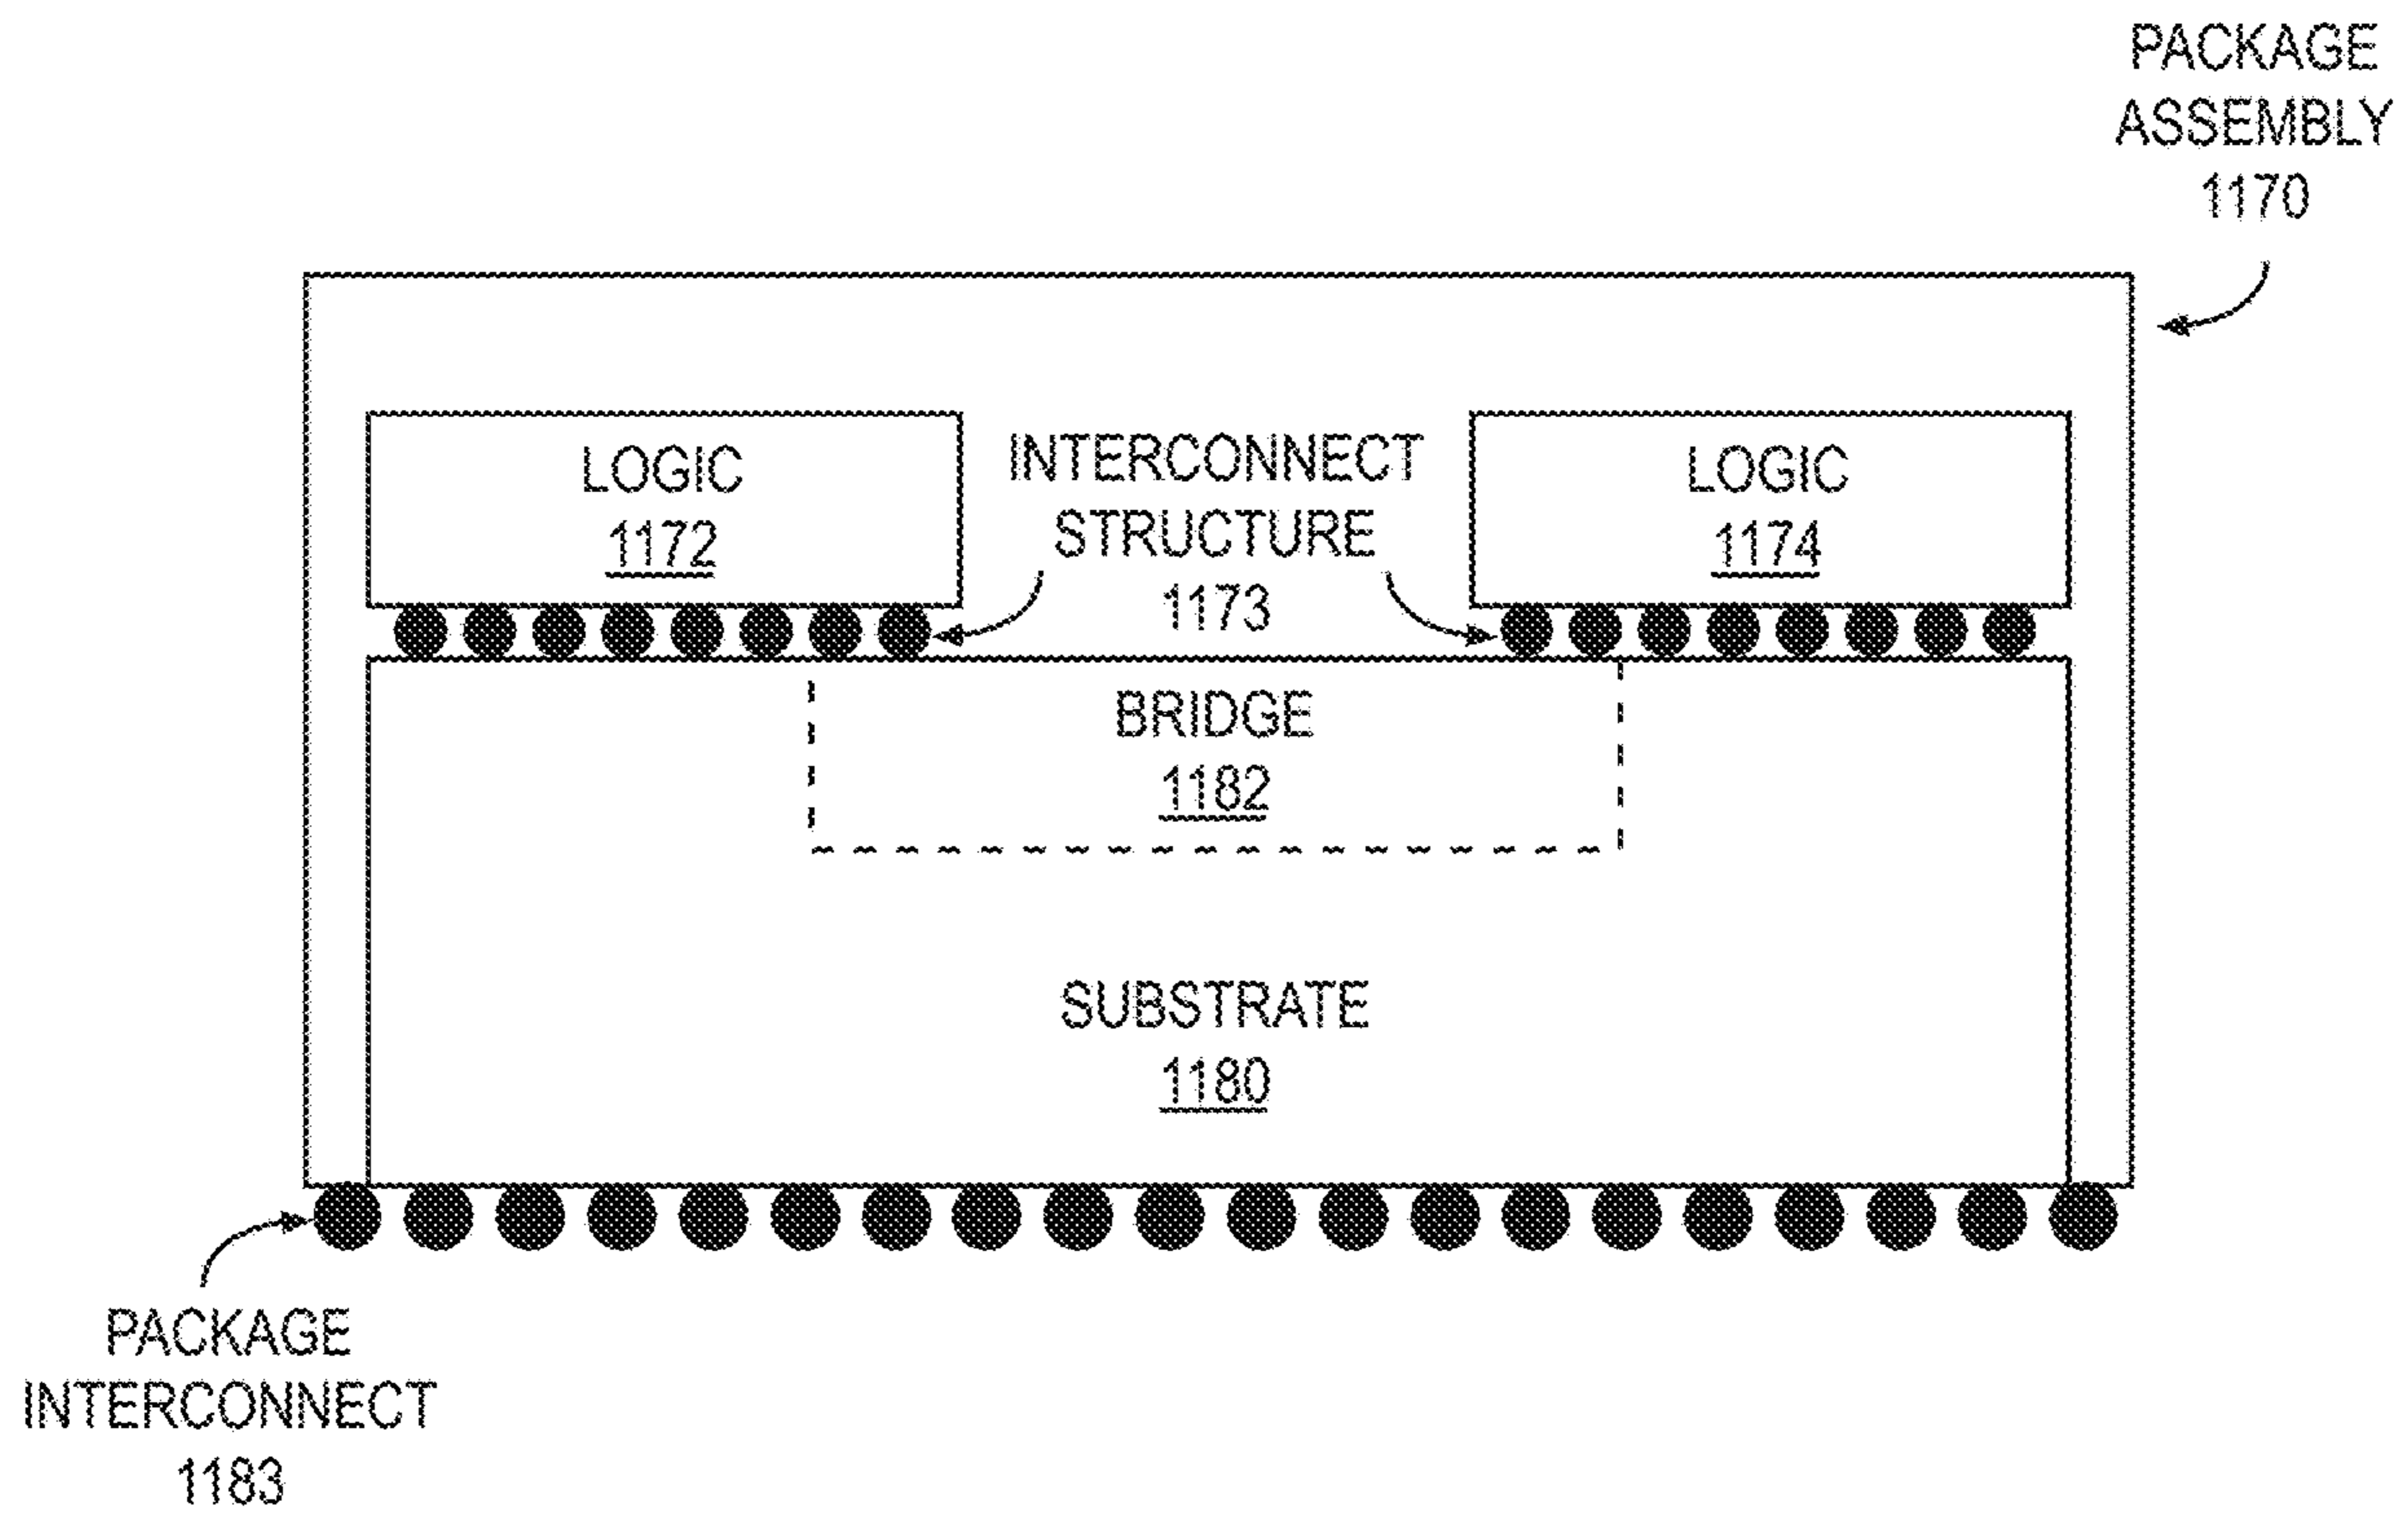 PACKAGE
ASSEMBLY
1170
LOGIC
1172
INTERCONNECT
STRUCTURE
1173
LOGIC
1174
BRIDGE
1182
SUBSTRATE
1180
PACKAGE
INTERCONNECT
1183